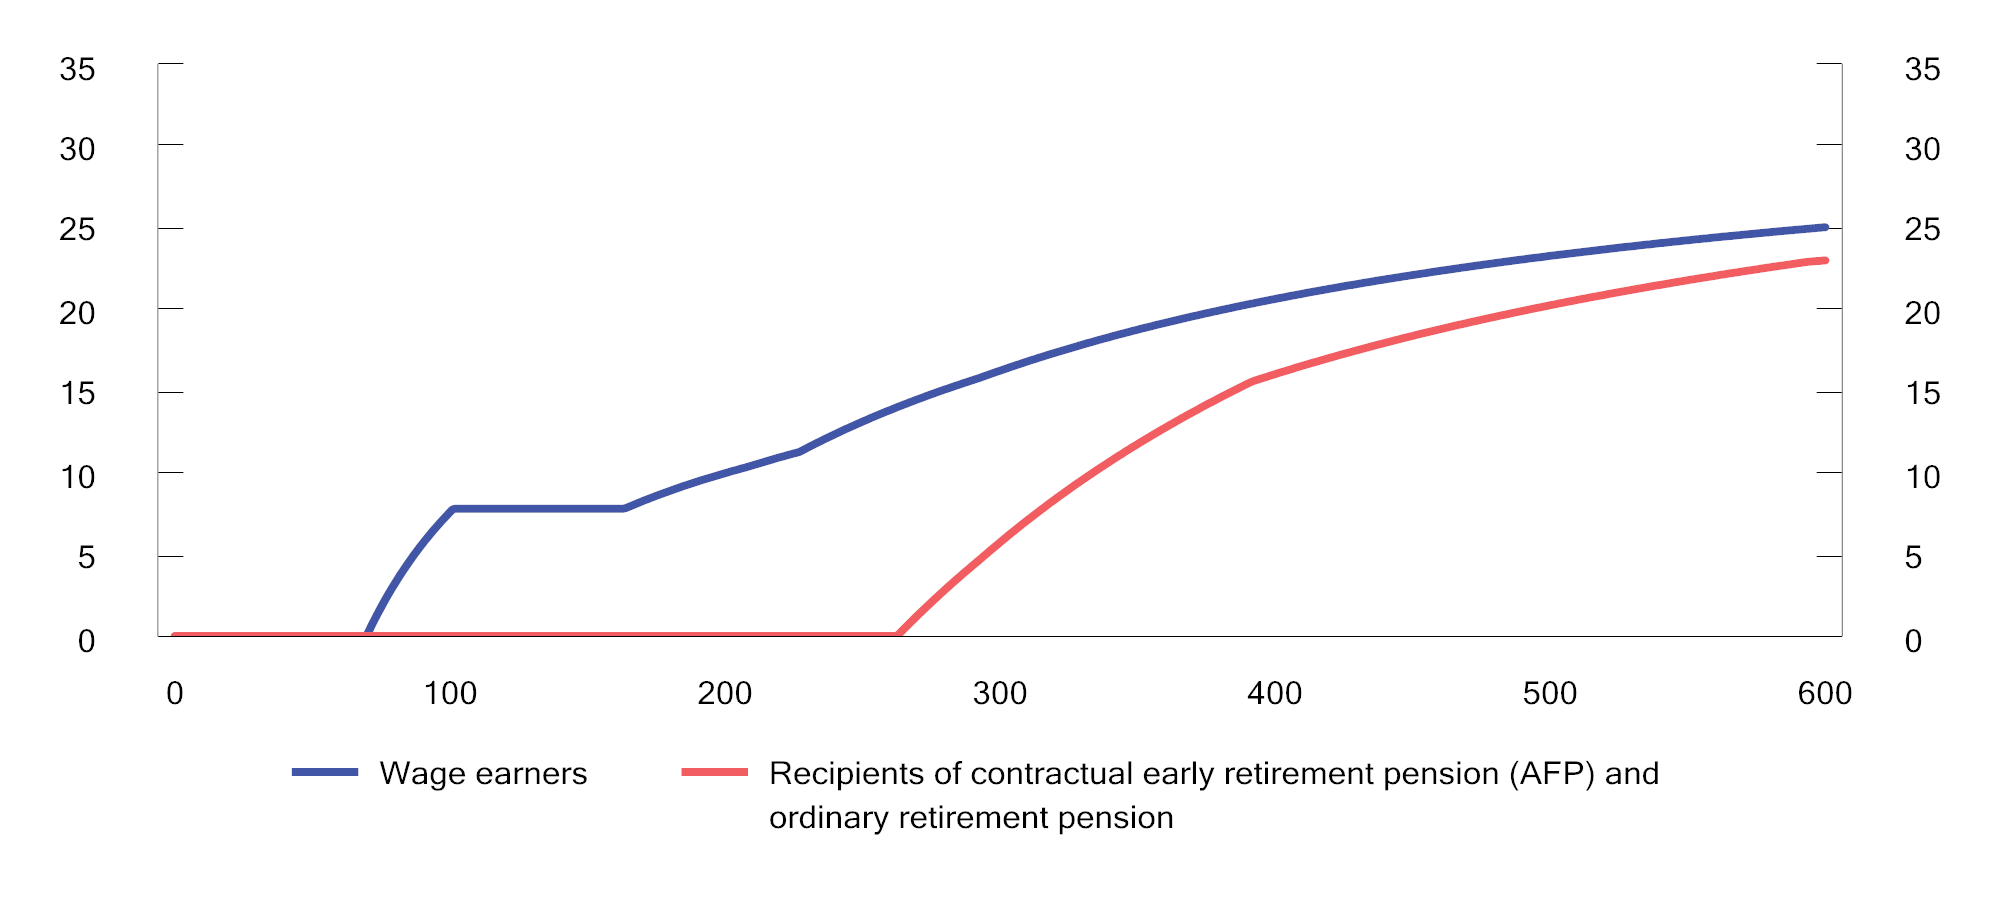 35 35
30 30
25 25
20 20
15 15
10 10
5 5
0 0
0 100 200 300 400 500 600
Wage earners Recipients of contractual early retirement pension (AFP) and
ordinary retirement pension